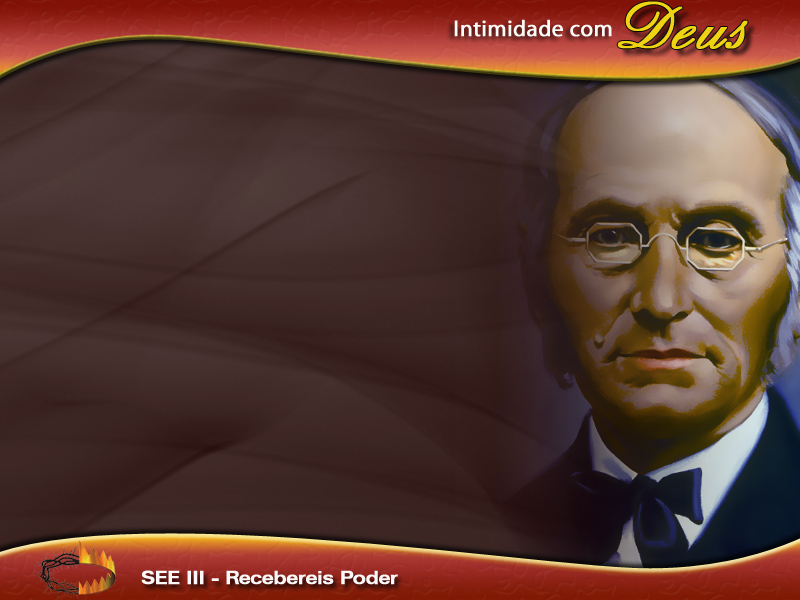 Intimidade com Deus
SEE III - Recebereis Poder